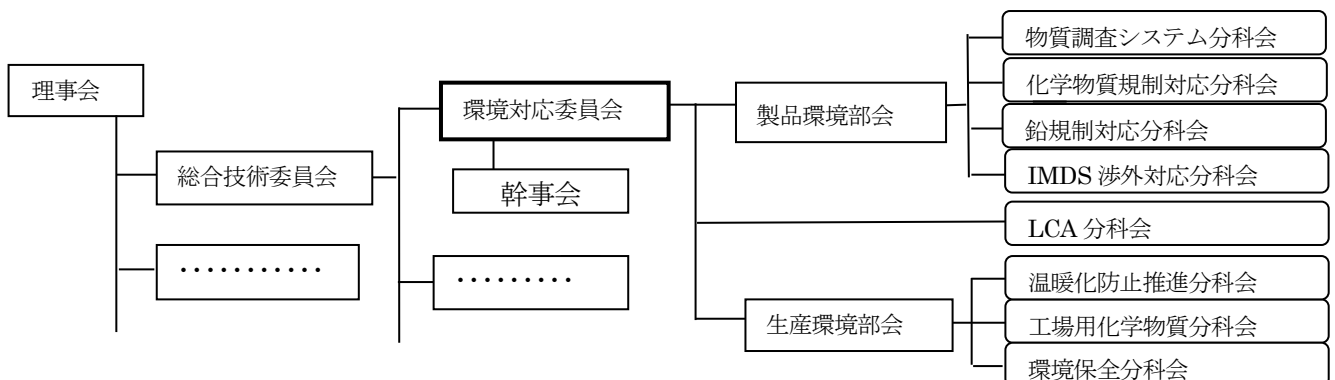 理事会
総合技術委員会
・・・・・・・・・・・
環境対応委員会
幹事会
・・・・・・・・・
製品環境部会
物質調査システム分科会
化学物質規制対応分科会
鉛規制対応分科会
IMDS 渉外対応分科会
LCA 分科会
生産環境部会
温暖化防止推進分科会
工場用化学物質分科会
環境保全分科会